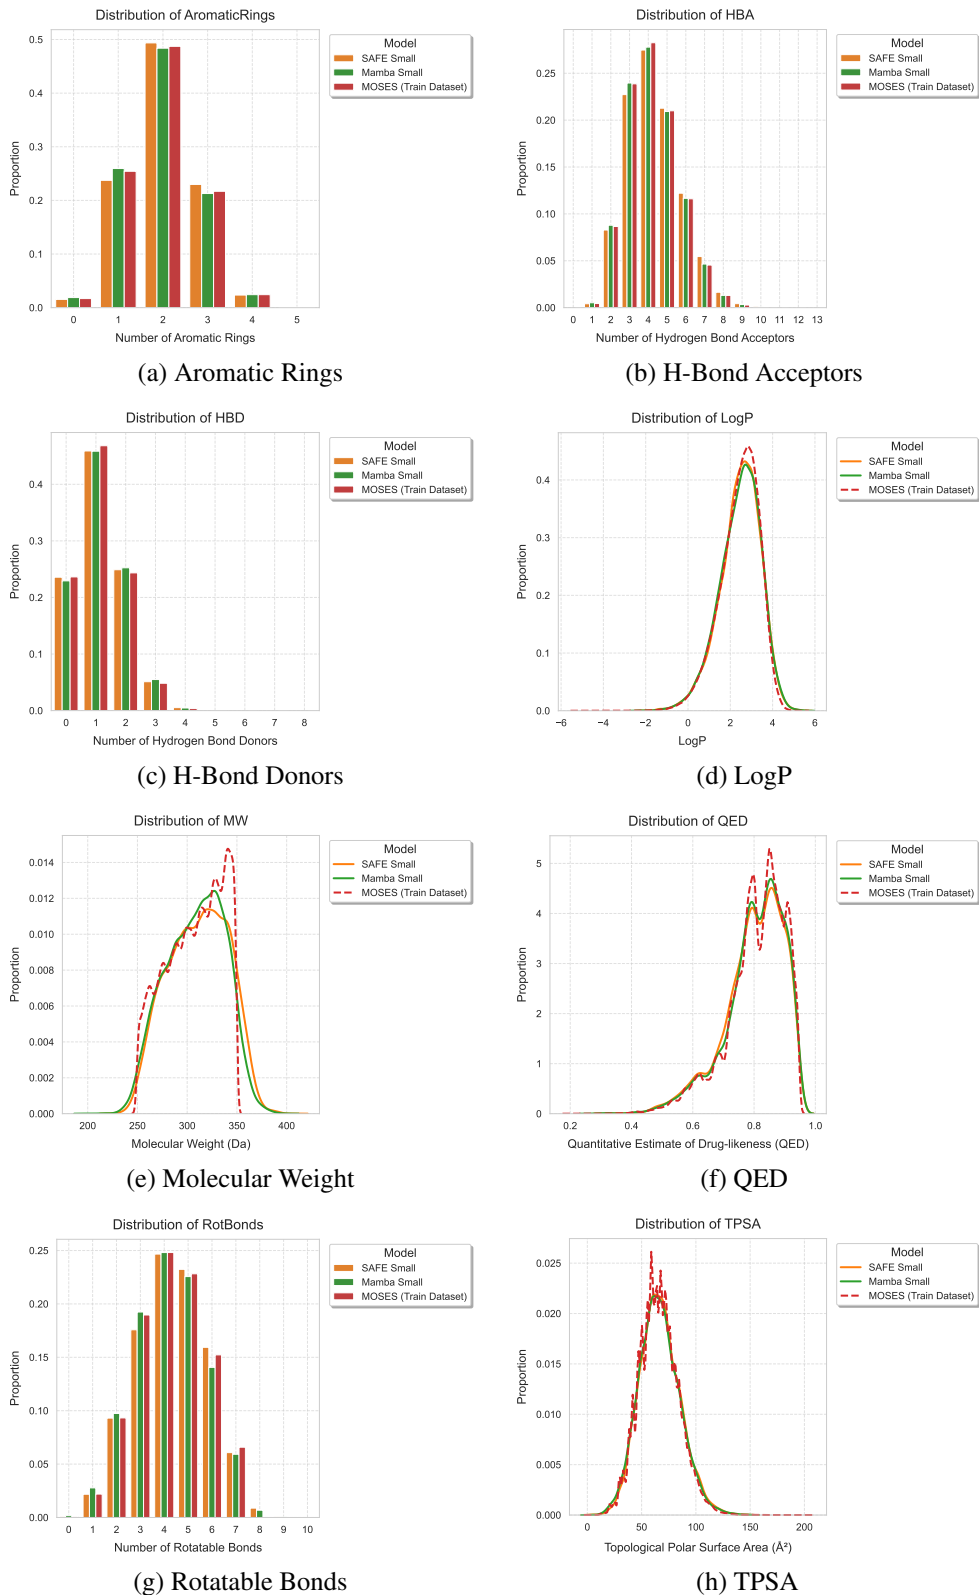 Distribution of AromaticRings
Proportion
0.5
0.4
0.3
0.2
0.1
0.0
0 1 2 3 4 5
Number of Aromatic Rings
Model
SAFE Small
Mamba Small
MOSES (Train Dataset)
(a) Aromatic Rings
Distribution of HBA
Proportion
0.25
0.20
0.15
0.10
0.05
0.00
0 1 2 3 4 5 6 7 8 9 10 11 12 13
Number of Hydrogen Bond Acceptors
Model
SAFE Small
Mamba Small
MOSES (Train Dataset)
(b) H-Bond Acceptors
Distribution of HBD
Proportion
0.4
0.3
0.2
0.1
0.0
0 1 2 3 4 5 6 7 8
Number of Hydrogen Bond Donors
Model
SAFE Small
Mamba Small
MOSES (Train Dataset)
(c) H-Bond Donors
Distribution of LogP
Proportion
0.4
0.3
0.2
0.1
0.0
−6 −4 −2 0 2 4 6
LogP
Model
SAFE Small
Mamba Small
MOSES (Train Dataset)
(d) LogP
Distribution of MW
Proportion
0.014
0.012
0.010
0.008
0.006
0.004
0.002
0.000
200 250 300 350 400
Molecular Weight (Da)
Model
SAFE Small
Mamba Small
MOSES (Train Dataset)
(e) Molecular Weight
Distribution of QED
Proportion
5
4
3
2
1
0
0.2 0.4 0.6 0.8 1.0
Quantitative Estimate of Drug-likeness (QED)
Model
SAFE Small
Mamba Small
MOSES (Train Dataset)
(f) QED
Distribution of RotBonds
Proportion
0.25
0.20
0.15
0.10
0.05
0.00
0 1 2 3 4 5 6 7 8 9 10
Number of Rotatable Bonds
Model
SAFE Small
Mamba Small
MOSES (Train Dataset)
(g) Rotatable Bonds
Distribution of TPSA
Proportion
0.025
0.020
0.015
0.010
0.005
0.000
0 50 100 150 200
Topological Polar Surface Area (Å²)
Model
SAFE Small
Mamba Small
MOSES (Train Dataset)
(h) TPSA